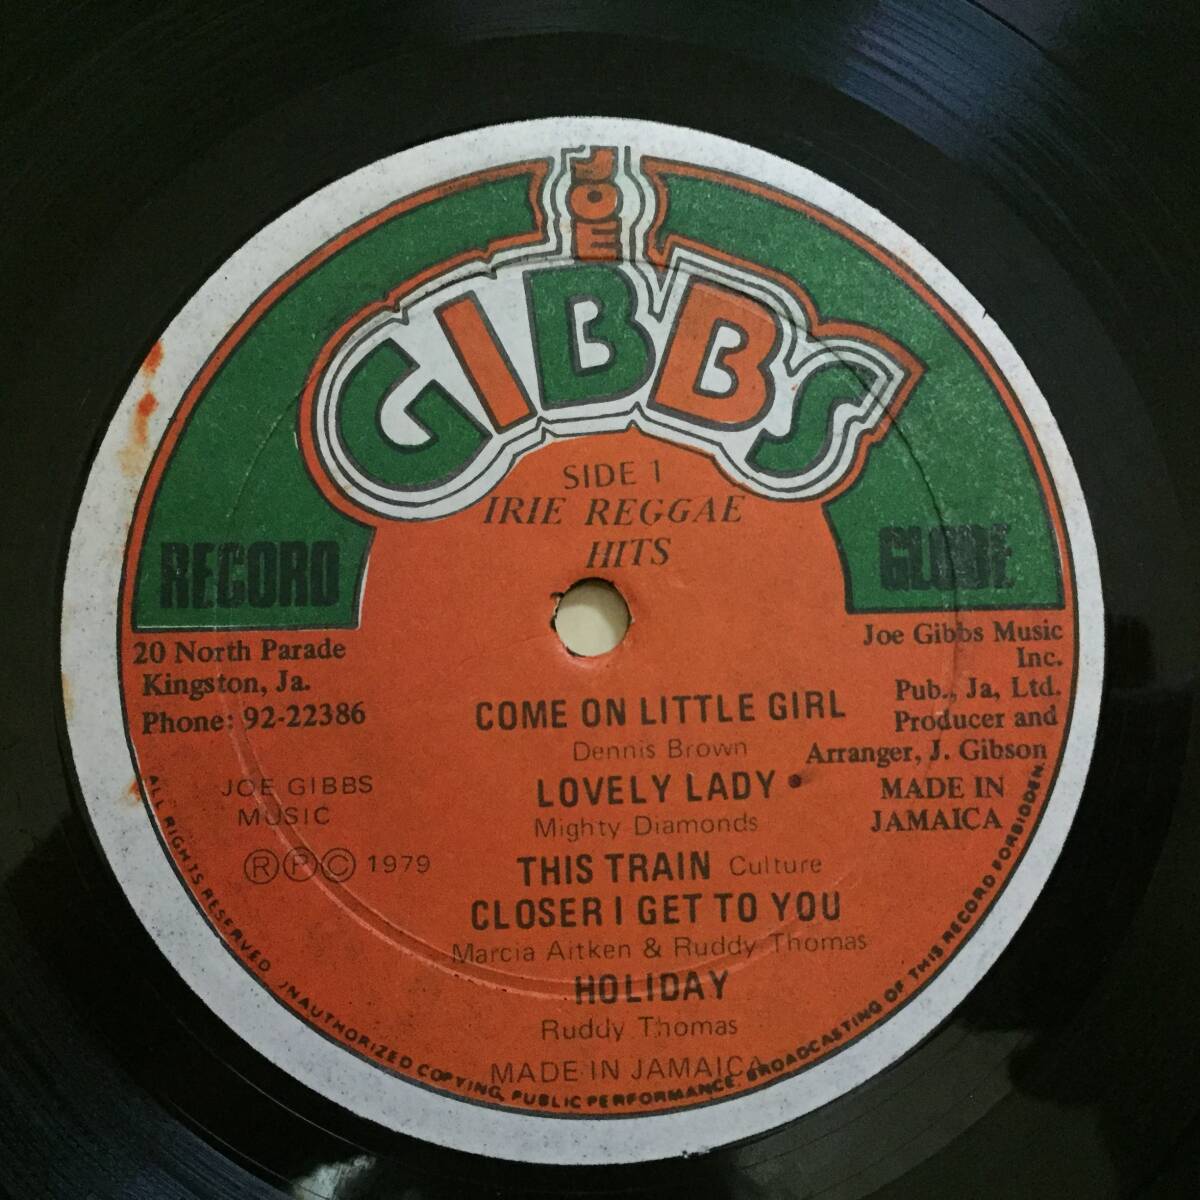 JOE
GIBBS
SIDE 1
IRIE REGGAE
HITS
RECORD
GLOBE
20 North Parade
Kingston, Ja.
Phone: 92-22386
Joe Gibbs Music
Inc.
Pub., Ja, Ltd.
Producer and
Arranger, J. Gibson
MADE IN
JAMAICA
JOE GIBBS
MUSIC
Ⓡ Ⓟ Ⓒ 1979
COME ON LITTLE GIRL
Dennis Brown
LOVELY LADY •
Mighty Diamonds
THIS TRAIN Culture
CLOSER I GET TO YOU
Marcia Aitken & Ruddy Thomas
HOLIDAY
Ruddy Thomas
MADE IN JAMAICA
ALL RIGHTS RESERVED. UNAUTHORIZED COPYING, PUBLIC PERFORMANCE, BROADCASTING OF THIS RECORD FORBIDDEN.